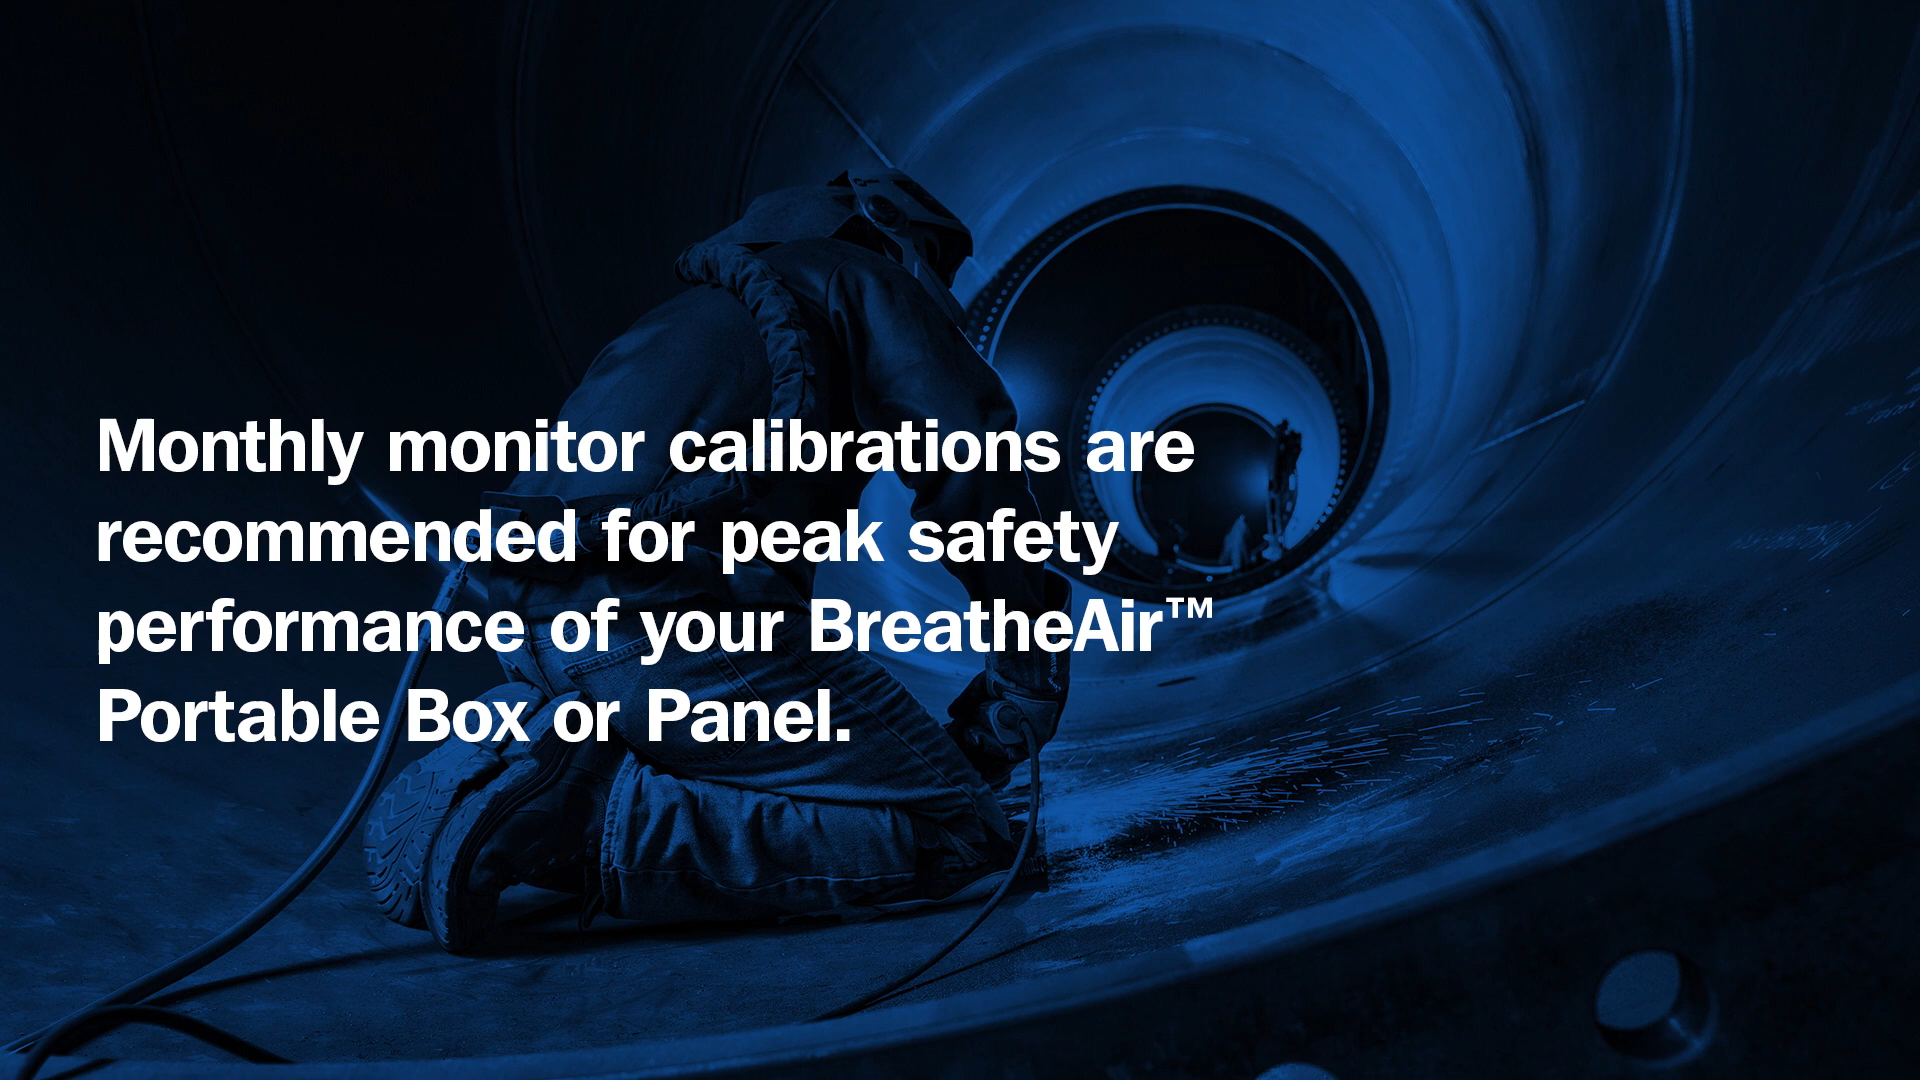 Monthly monitor calibrations are
recommended for peak safety
performance of your BreatheAir™
Portable Box or Panel.